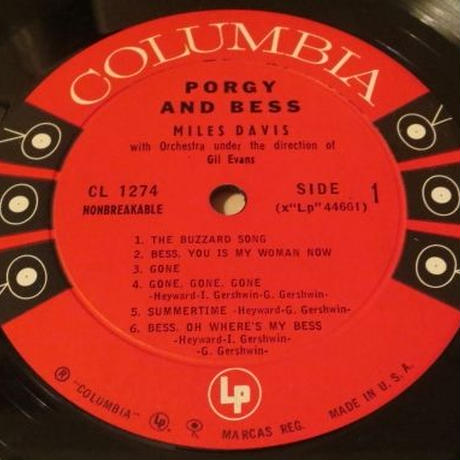 COLUMBIA
PORGY
AND BESS
MILES DAVIS
with Orchestra under the direction of
Gil Evans
CL 1274
NONBREAKABLE
SIDE 1
(x"Lp"44661)
1. THE BUZZARD SONG
2. BESS, YOU IS MY WOMAN NOW
3. GONE
4. GONE, GONE, GONE
-Heyward-I. Gershwin-G. Gershwin-
5. SUMMERTIME -Heyward-G. Gershwin-
6. BESS, OH WHERE'S MY BESS
-Heyward-I. Gershwin-
-G. Gershwin-
Lp
® "COLUMBIA" MARCAS REG. MADE IN U.S.A.